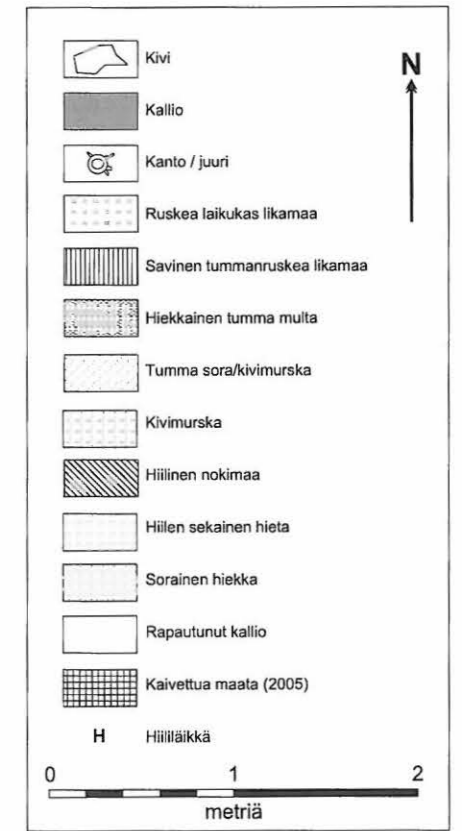 Kivi
N
Kallio
Kanto / juuri
Ruskea laikukas likamaa
Savinen tummanruskea likamaa
Hiekkainen tumma multa
Tumma sora/kivimurska
Kivimurska
Hiilinen nokimaa
Hiilen sekainen hieta
Sorainen hiekka
Rapautunut kallio
Kaivettua maata (2005)
H Hiililäikkä
0 1 2
metriä